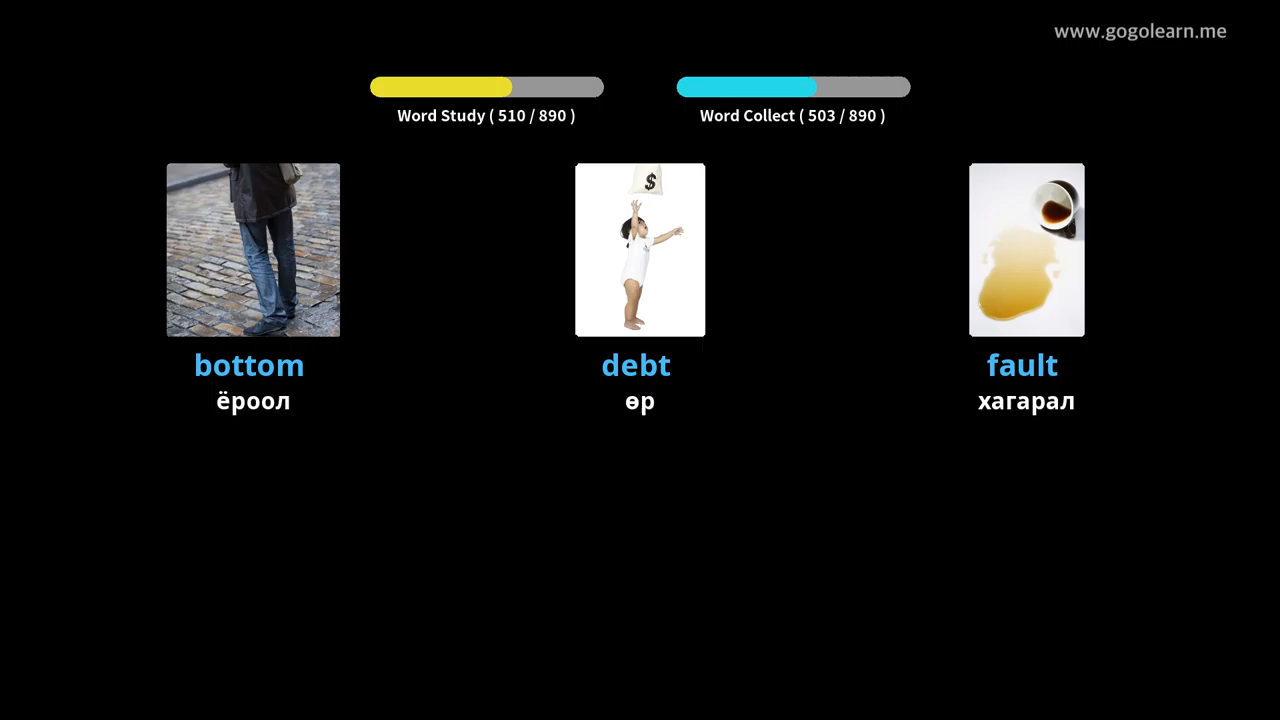 www.gogolearn.me
Word Study ( 510 / 890 )
Word Collect ( 503 / 890 )
$
bottom
debt
fault
ёроол
өр
хагарал